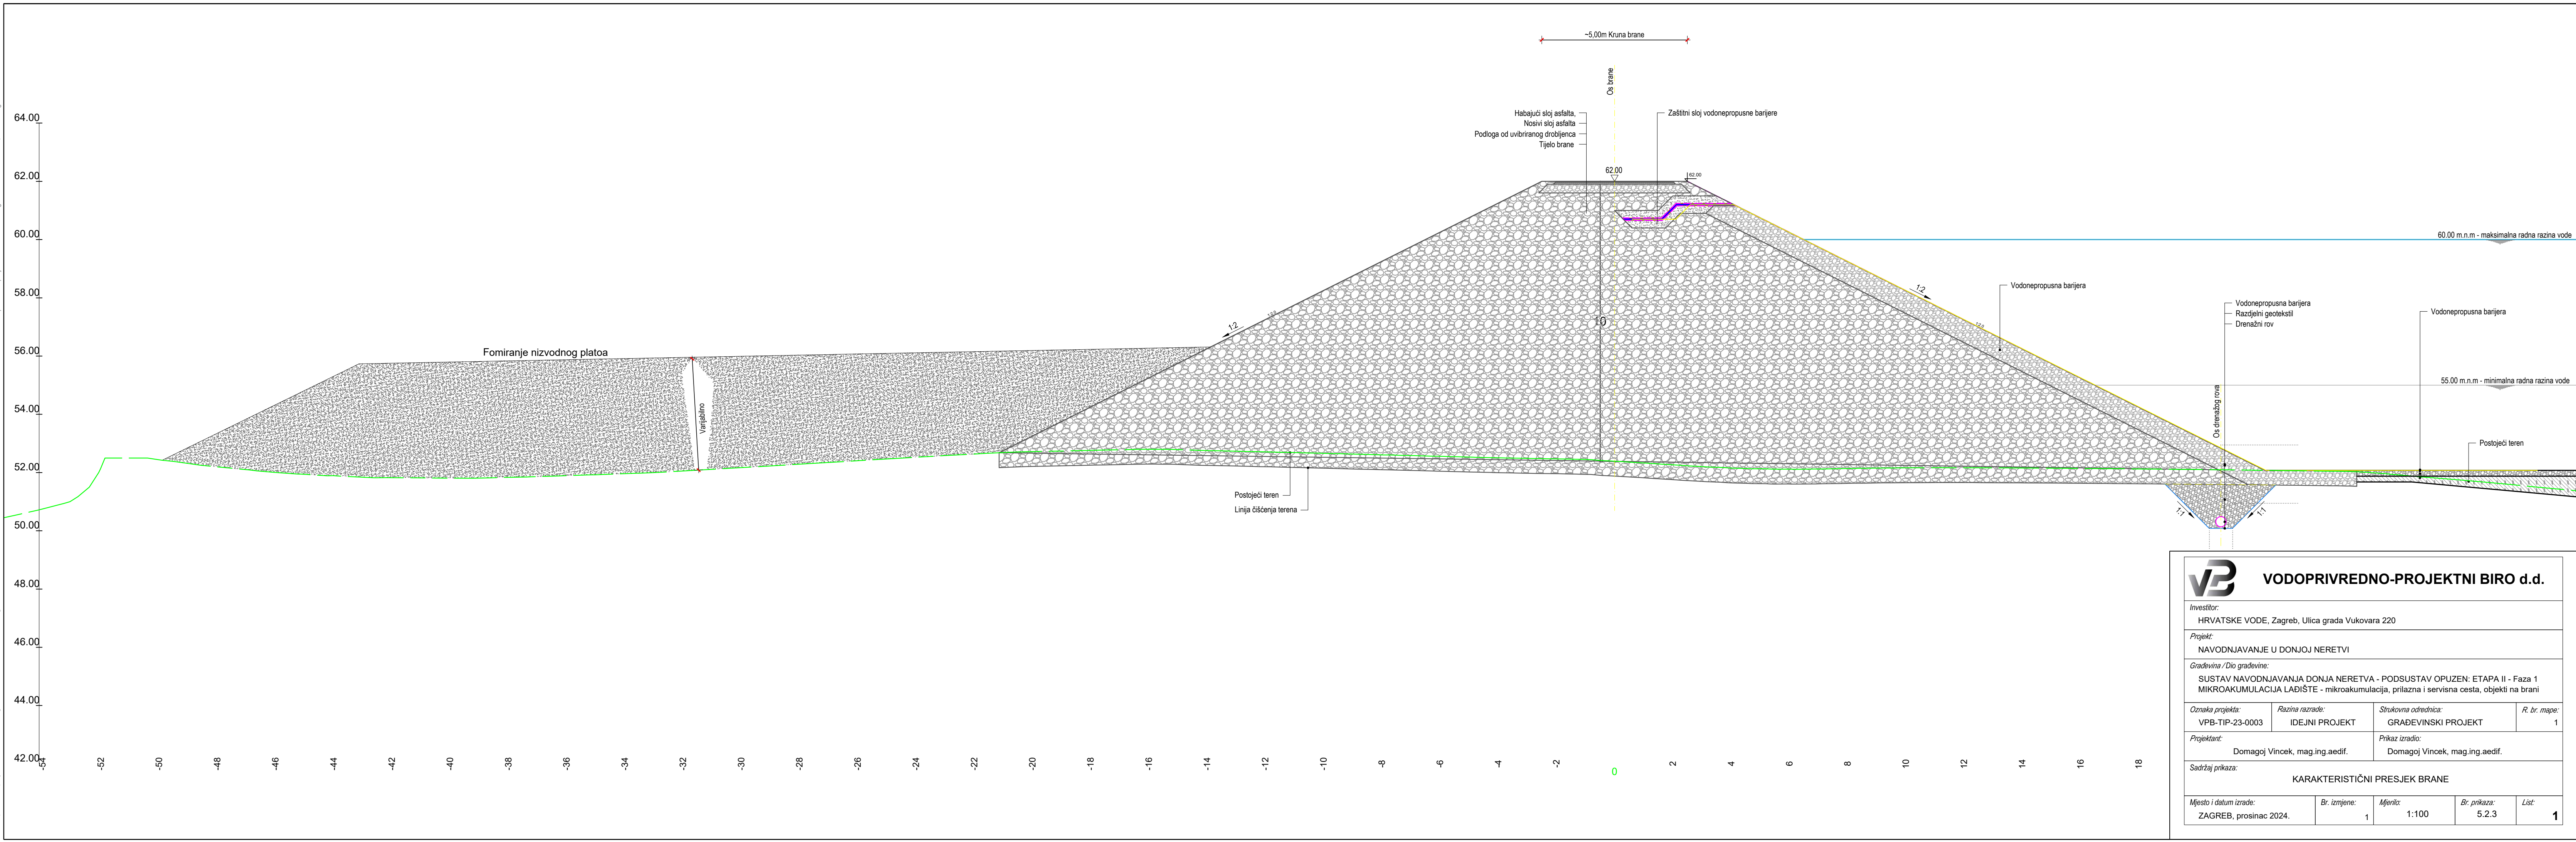 ~5,00m Kruna brane
Os brane
Habajući sloj asfalta,
Nosivi sloj asfalta
Podloga od uvibriranog drobljenca
Tijelo brane
Zaštitni sloj vodonepropusne barijere
62.00
62.00
64.00
62.00
60.00
58.00
56.00
54.00
52.00
50.00
48.00
46.00
44.00
42.00
60.00 m.n.m - maksimalna radna razina vode
1:2
1:2
10
Vodonepropusna barijera
Vodonepropusna barijera
Razdjelni geotekstil
Drenažni rov
Vodonepropusna barijera
Fomiranje nizvodnog platoa
Varijabilno
55.00 m.n.m - minimalna radna razina vode
Os drenažog rova
Postojeći teren
Postojeći teren
Linija čišćenja terena
1:1
1:1
-54
-52
-50
-48
-46
-44
-42
-40
-38
-36
-34
-32
-30
-28
-26
-24
-22
-20
-18
-16
-14
-12
-10
-8
-6
-4
-2
0
2
4
6
8
10
12
14
16
18
VPB
VODOPRIVREDNO-PROJEKTNI BIRO d.d.
Investitor:
HRVATSKE VODE, Zagreb, Ulica grada Vukovara 220
Projekt:
NAVODNJAVANJE U DONJOJ NERETVI
Građevina / Dio građevine:
SUSTAV NAVODNJAVANJA DONJA NERETVA - PODSUSTAV OPUZEN: ETAPA II - Faza 1
MIKROAKUMULACIJA LAĐIŠTE - mikroakumulacija, prilazna i servisna cesta, objekti na brani
Oznaka projekta: Razina razrade: Strukovna odrednica: R. br. mape:
VPB-TIP-23-0003 IDEJNI PROJEKT GRAĐEVINSKI PROJEKT 1
Projektant: Prikaz izradio:
Domagoj Vincek, mag.ing.aedif. Domagoj Vincek, mag.ing.aedif.
Sadržaj prikaza:
KARAKTERISTIČNI PRESJEK BRANE
Mjesto i datum izrade: Br. izmjene: Mjerilo: Br. prikaza: List:
ZAGREB, prosinac 2024. 1 1:100 5.2.3 1